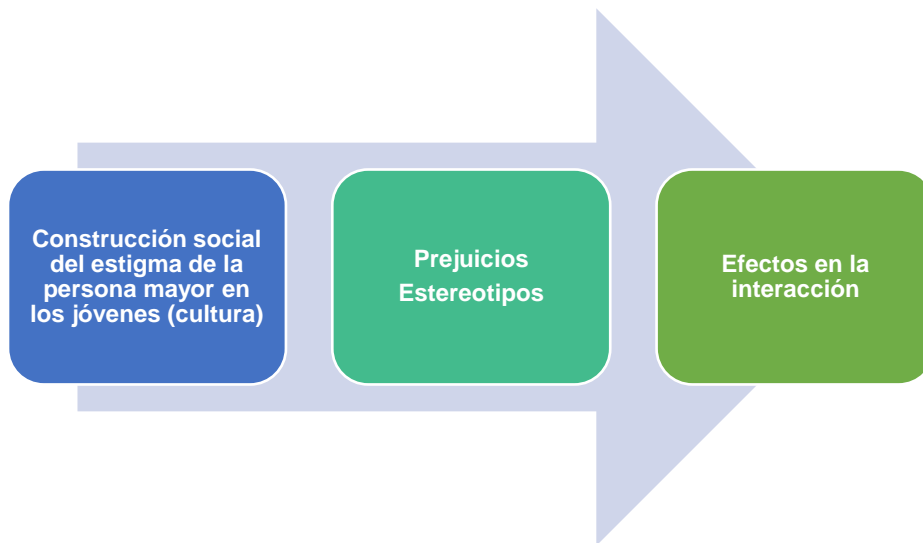 Construcción social
del estigma de la
persona mayor en
los jóvenes (cultura)
Prejuicios
Estereotipos
Efectos en la
interacción